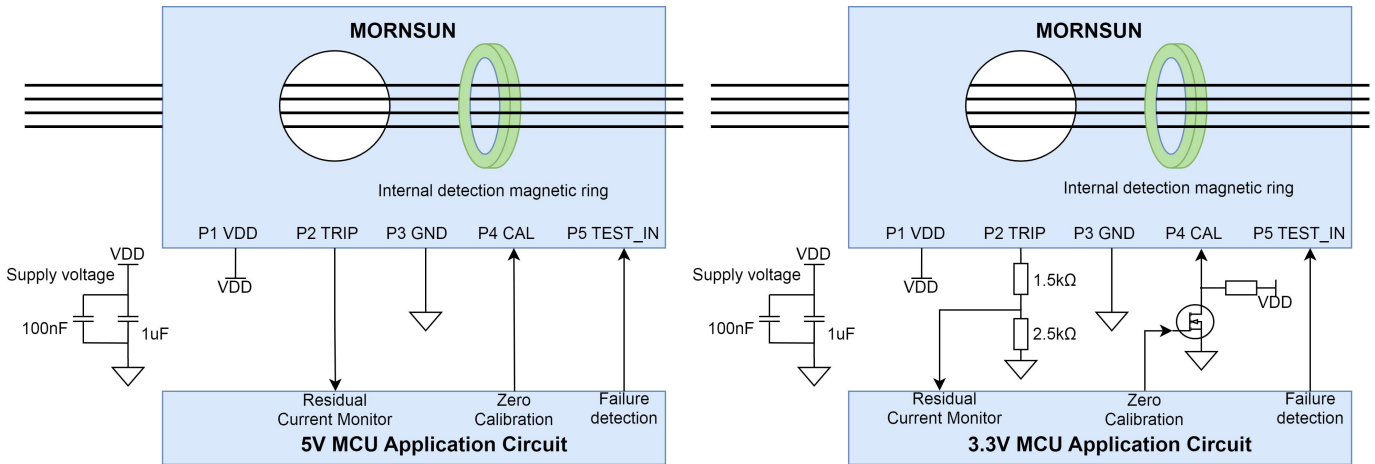 MORNSUN
Internal detection magnetic ring
P1 VDD P2 TRIP P3 GND P4 CAL P5 TEST_IN
VDD
Supply voltage
VDD
100nF
1uF
Residual
Current Monitor
Zero
Calibration
Failure
detection
5V MCU Application Circuit
MORNSUN
Internal detection magnetic ring
P1 VDD P2 TRIP P3 GND P4 CAL P5 TEST_IN
VDD
Supply voltage
VDD
1.5kΩ
VDD
100nF
1uF
2.5kΩ
Residual
Current Monitor
Zero
Calibration
Failure
detection
3.3V MCU Application Circuit